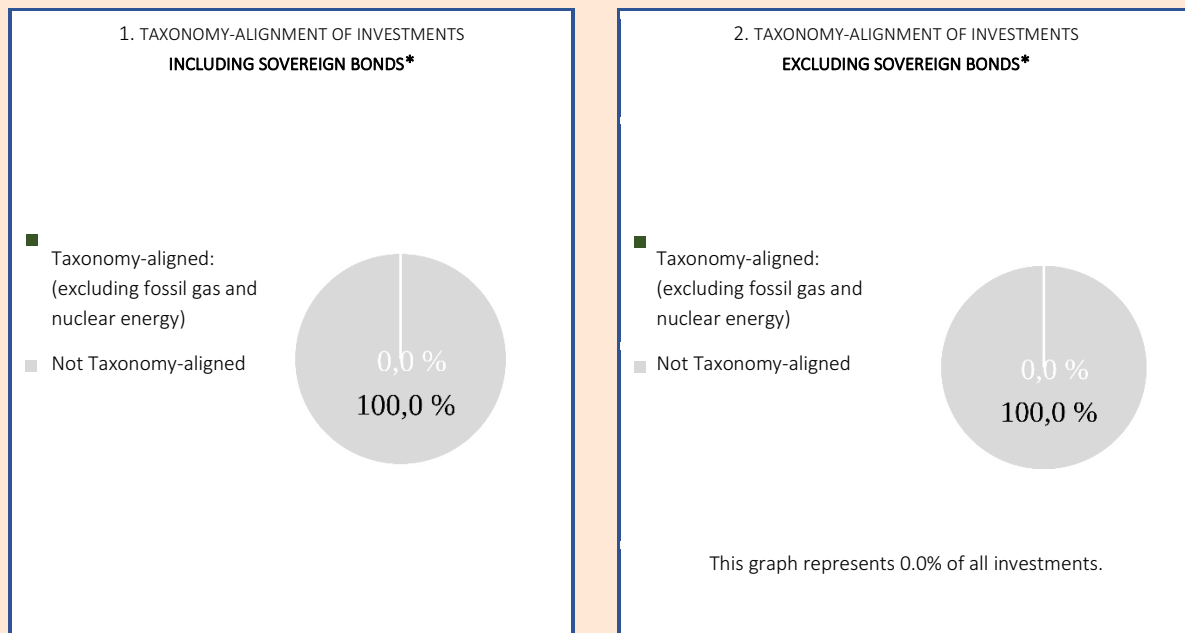 1. TAXONOMY-ALIGNMENT OF INVESTMENTS
INCLUDING SOVEREIGN BONDS*
Taxonomy-aligned:
(excluding fossil gas and
nuclear energy)
Not Taxonomy-aligned
0,0 %
100,0 %
2. TAXONOMY-ALIGNMENT OF INVESTMENTS
EXCLUDING SOVEREIGN BONDS*
Taxonomy-aligned:
(excluding fossil gas and
nuclear energy)
Not Taxonomy-aligned
0,0 %
100,0 %
This graph represents 0.0% of all investments.